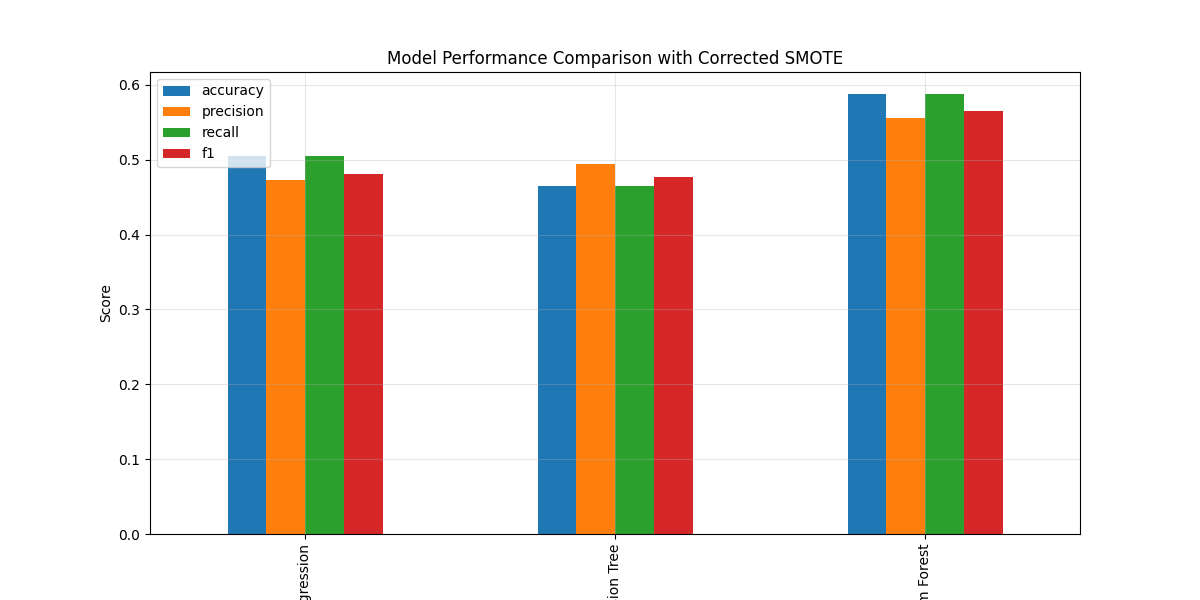 Model Performance Comparison with Corrected SMOTE
accuracy
precision
recall
f1
Score
0.6
0.5
0.4
0.3
0.2
0.1
0.0
gression
ion Tree
m Forest